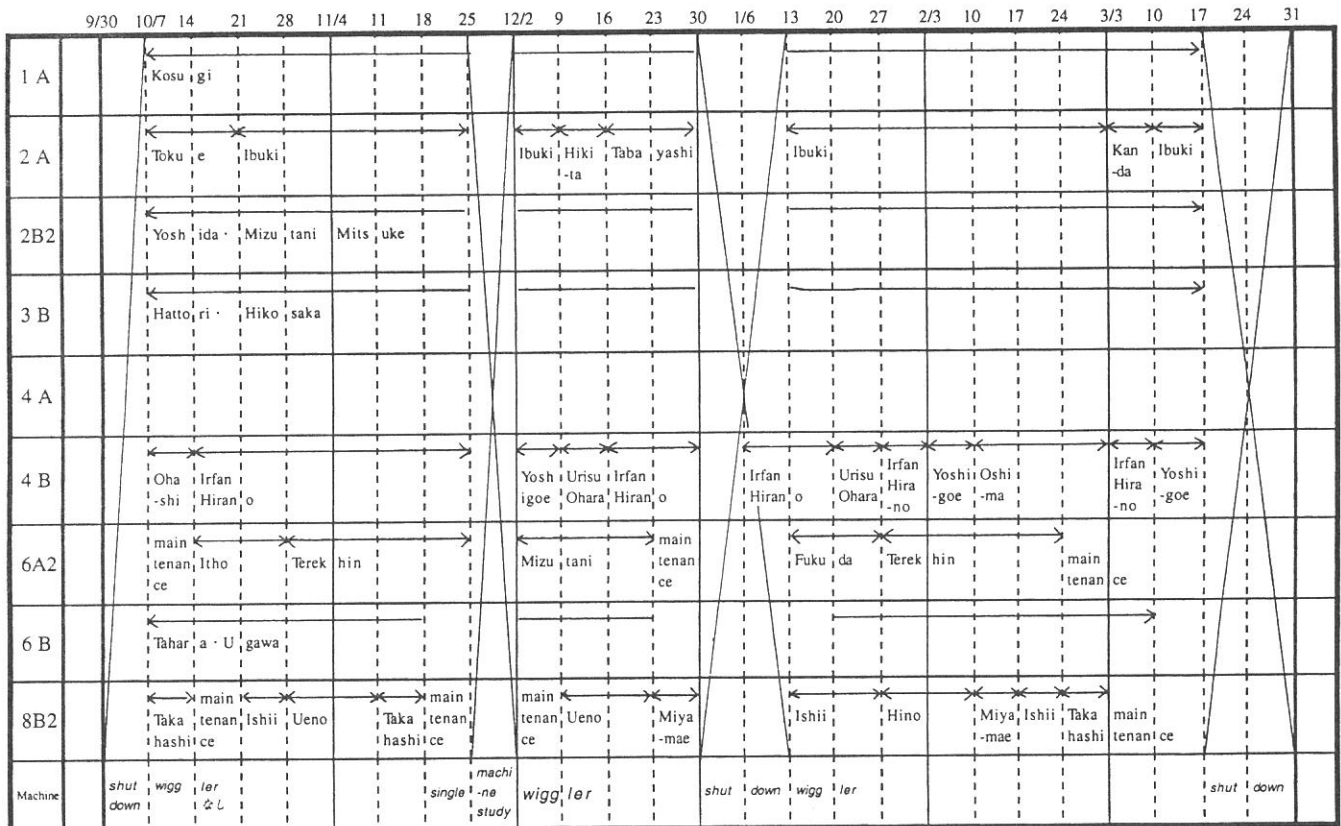 9/30 10/7 14 21 28 11/4 11 18 25 12/2 9 16 23 30 1/6 13 20 27 2/3 10 17 24 3/3 10 17 24 31
1 A
Kosu gi
2 A
Toku e Ibuki Ibuki Hiki Taba yashi Ibuki Kan Ibuki
-ta -da
2B2
Yosh ida・ Mizu tani Mits uke
3 B
Hatto ri・ Hiko saka
4 A
4 B
Oha Irfan Yosh Urisu Irfan Irfan Urisu Irfan Yoshi Oshi Irfan Yoshi
-shi Hiran o igoe Ohara Hiran o Hiran o Ohara Hira -goe -ma Hira -goe
-no -no
6A2
main main
tenan Itho Terek hin Mizu tani tenan Fuku da Terek hin main
ce ce tenan ce
6 B
Tahar a・U gawa
8B2
main main main
Taka tenan Ishii Ueno Taka tenan tenan Ueno Miya Ishii Hino Miya Ishii Taka main
hashi ce hashi ce ce -mae -mae hashi tenan ce
Machine
shut wigg ler single machi wigg ler shut down wigg ler shut down
down なし -ne
study